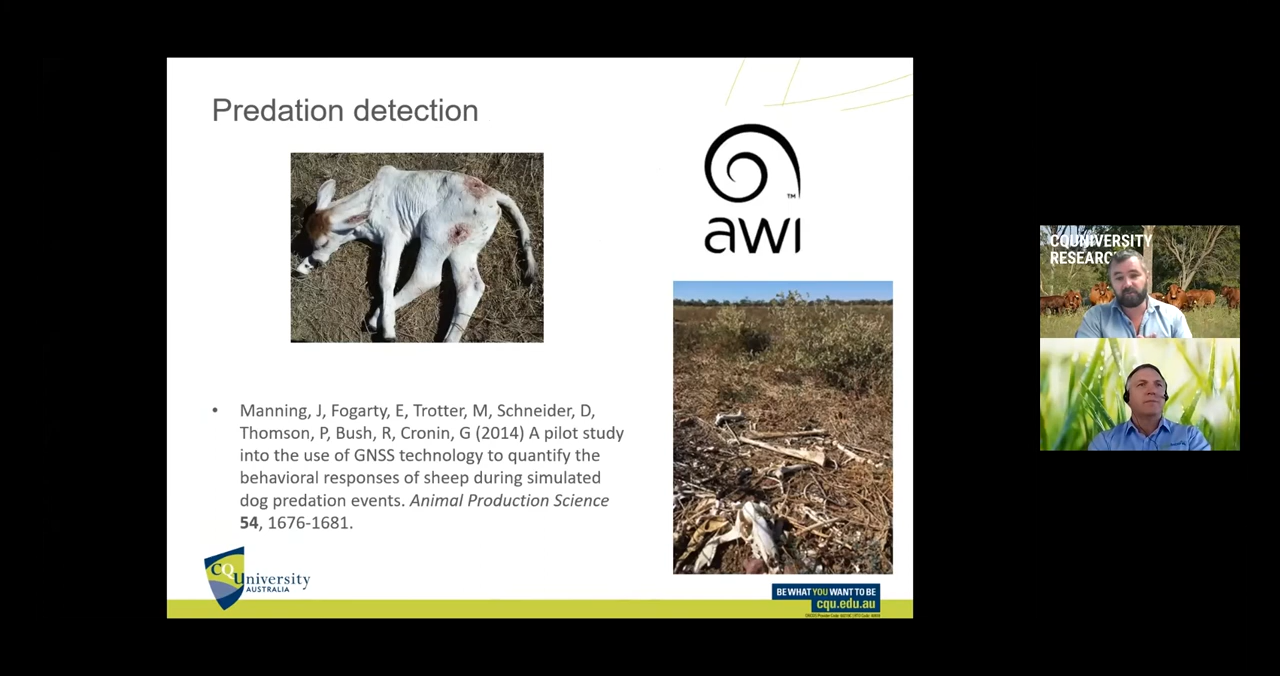 Predation detection
TM
awi
• Manning, J, Fogarty, E, Trotter, M, Schneider, D,
Thomson, P, Bush, R, Cronin, G (2014) A pilot study
into the use of GNSS technology to quantify the
behavioral responses of sheep during simulated
dog predation events. Animal Production Science
54, 1676-1681.
CQUniversity
AUSTRALIA
BE WHAT YOU WANT TO BE
cqu.edu.au
CQUNIVERSITY
RESEARC